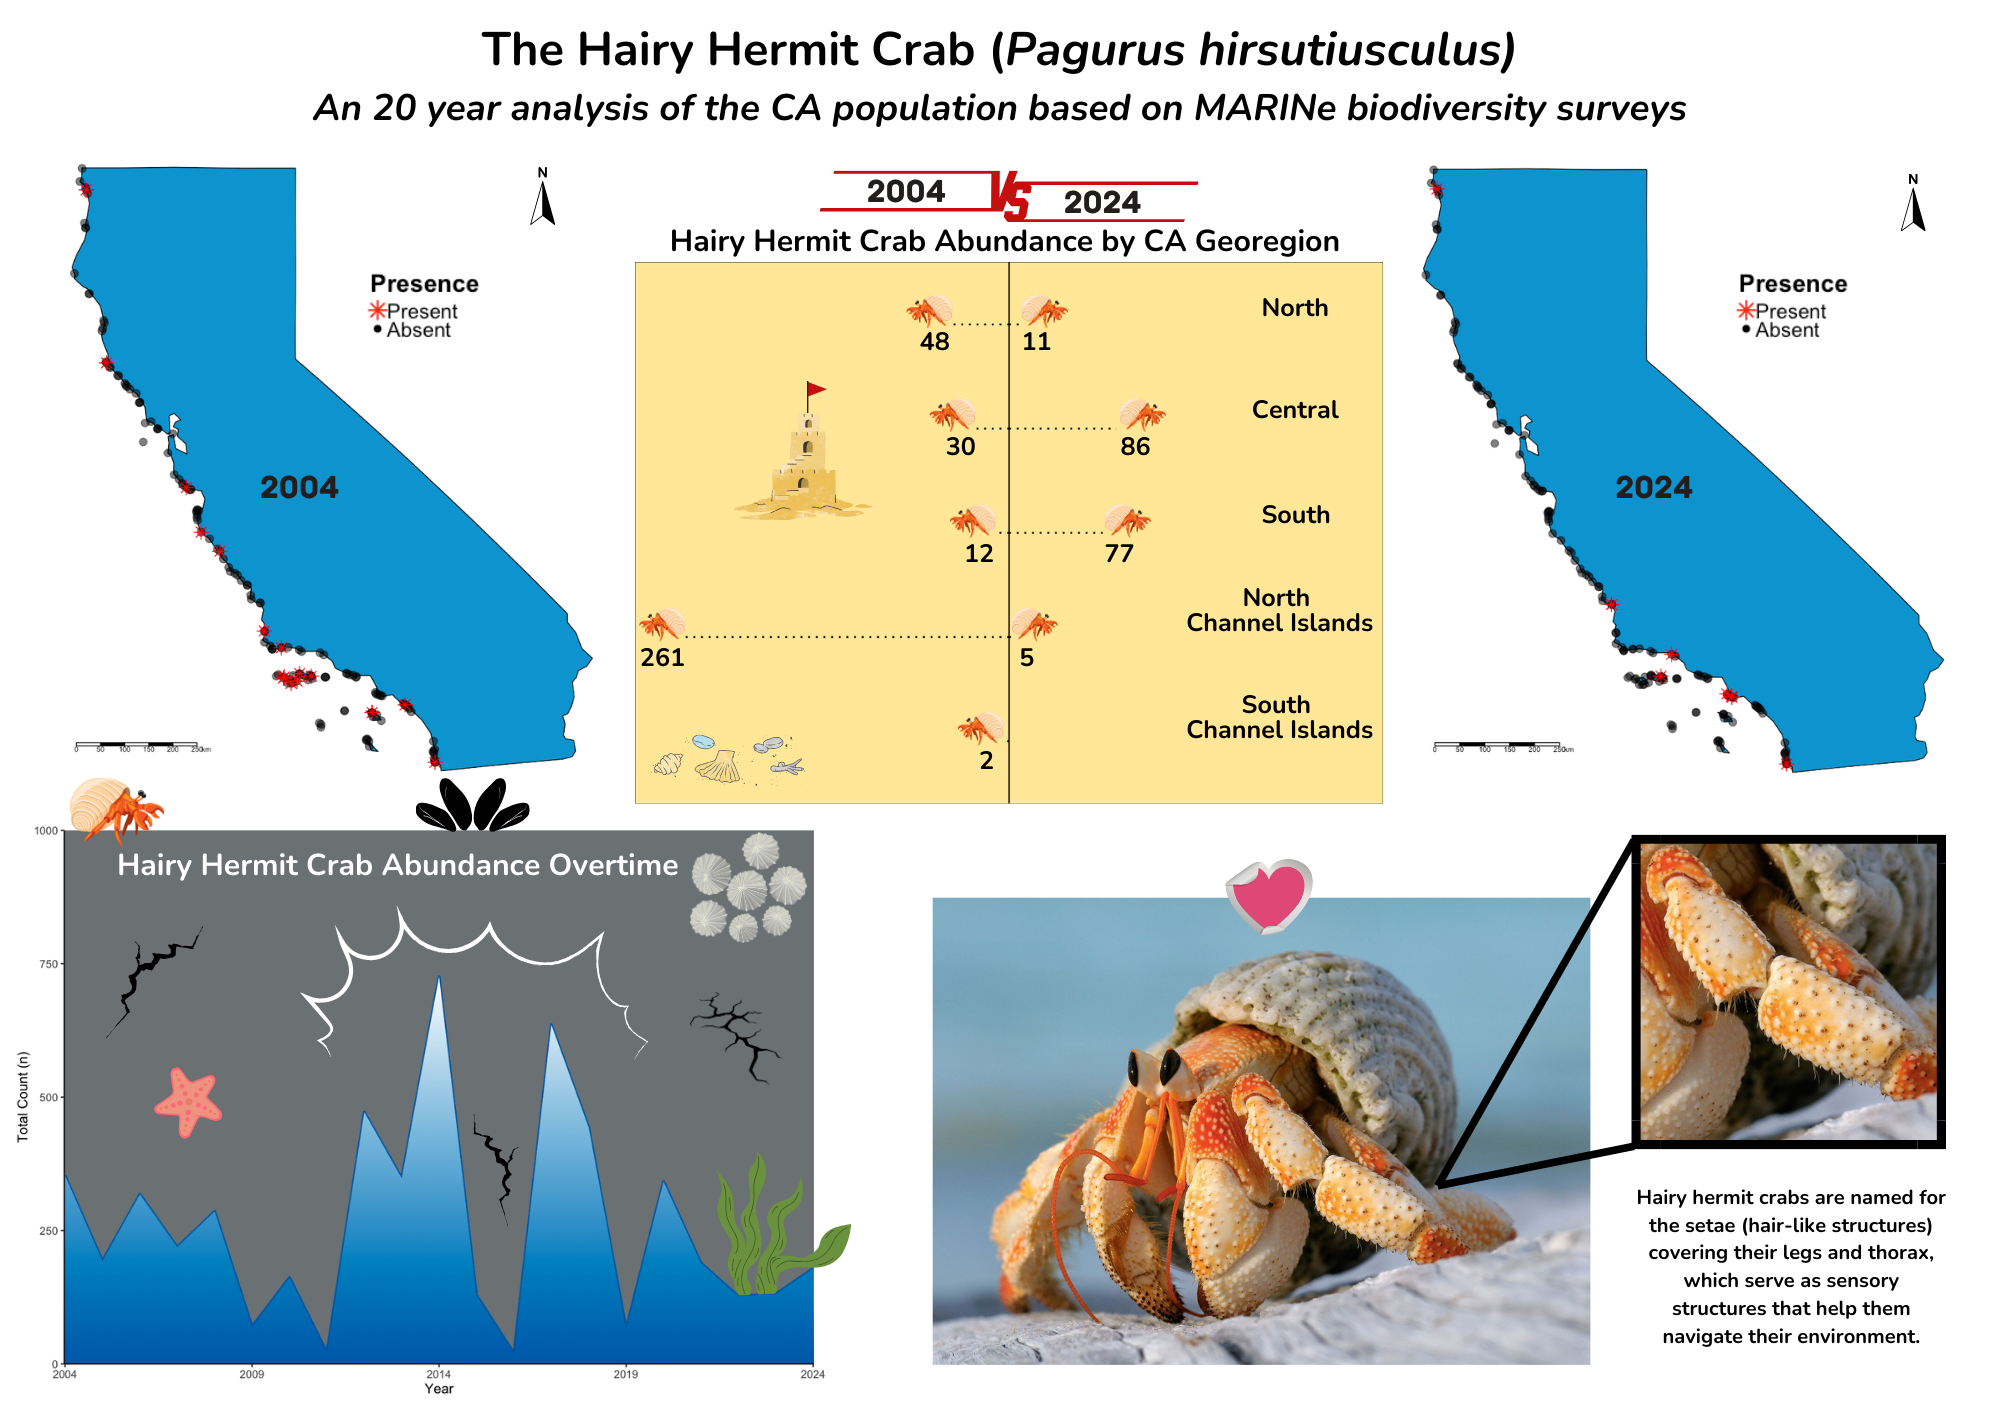 The Hairy Hermit Crab (Pagurus hirsutiusculus)
An 20 year analysis of the CA population based on MARINe biodiversity surveys
N
Presence
Present
Absent
2004
0 50 100 150 200 250km
2004 VS 2024
Hairy Hermit Crab Abundance by CA Georegion
North
48 11
Central
30 86
South
12 77
North
Channel Islands
261 5
South
Channel Islands
2
N
Presence
Present
Absent
2024
0 50 100 150 200 250km
Hairy Hermit Crab Abundance Overtime
1000
750
500
250
0
Total Count (n)
2004 2009 2014 2019 2024
Year
Hairy hermit crabs are named for
the setae (hair-like structures)
covering their legs and thorax,
which serve as sensory
structures that help them
navigate their environment.